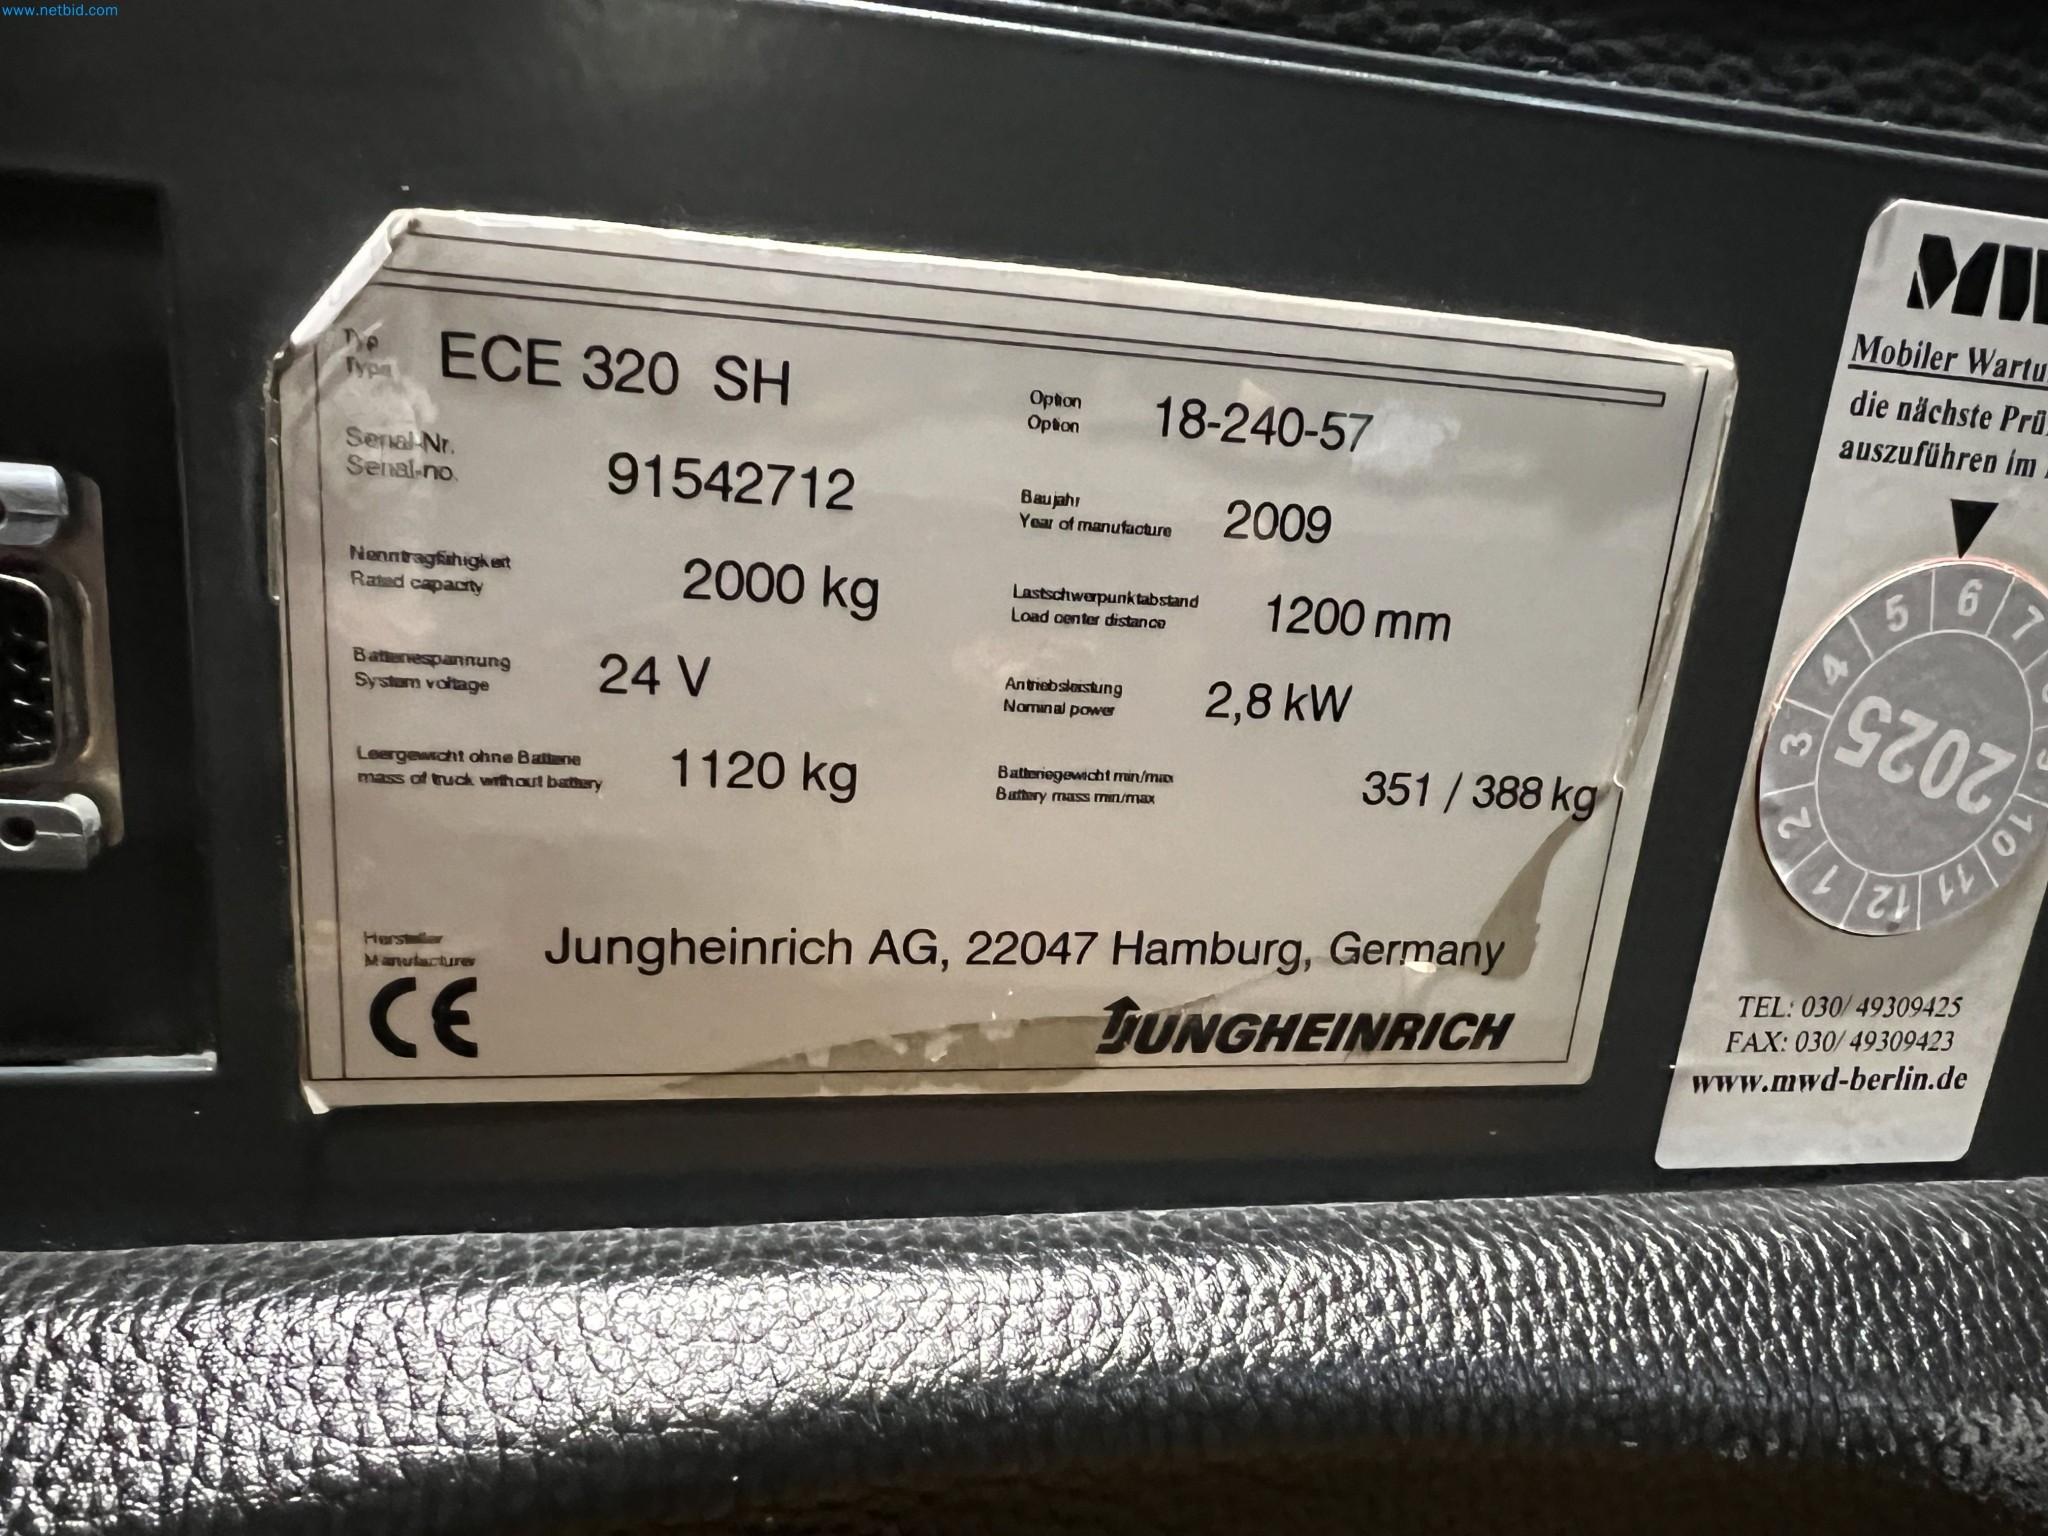 www.netbid.com
Typ
Type
ECE 320 SH
Option
Option
18-240-57
Serial-Nr.
Serial-no.
91542712
Baujahr
Year of manufacture
2009
Nenntragfähigkeit
Rated capacity
2000 kg
Lastschwerpunktabstand
Load center distance
1200 mm
Batteriespannung
System voltage
24 V
Antriebsleistung
Nominal power
2,8 kW
Leergewicht ohne Batterie
mass of truck without battery
1120 kg
Batteriegewicht min/max
Battery mass min/max
351 / 388 kg
Hersteller
Manufacturer
Jungheinrich AG, 22047 Hamburg, Germany
CE
JUNGHEINRICH
MW
Mobiler Wartu
die nächste Prü
auszuführen im
1 2 3 4 5 6 7
10 11 12
2025
TEL: 030/ 49309425
FAX: 030/ 49309423
www.mwd-berlin.de